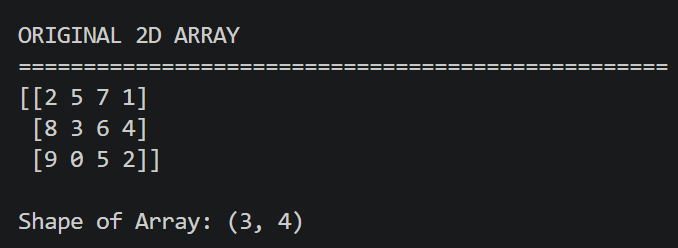 ORIGINAL 2D ARRAY
==================================================
[[2 5 7 1]
 [8 3 6 4]
 [9 0 5 2]]
Shape of Array: (3, 4)